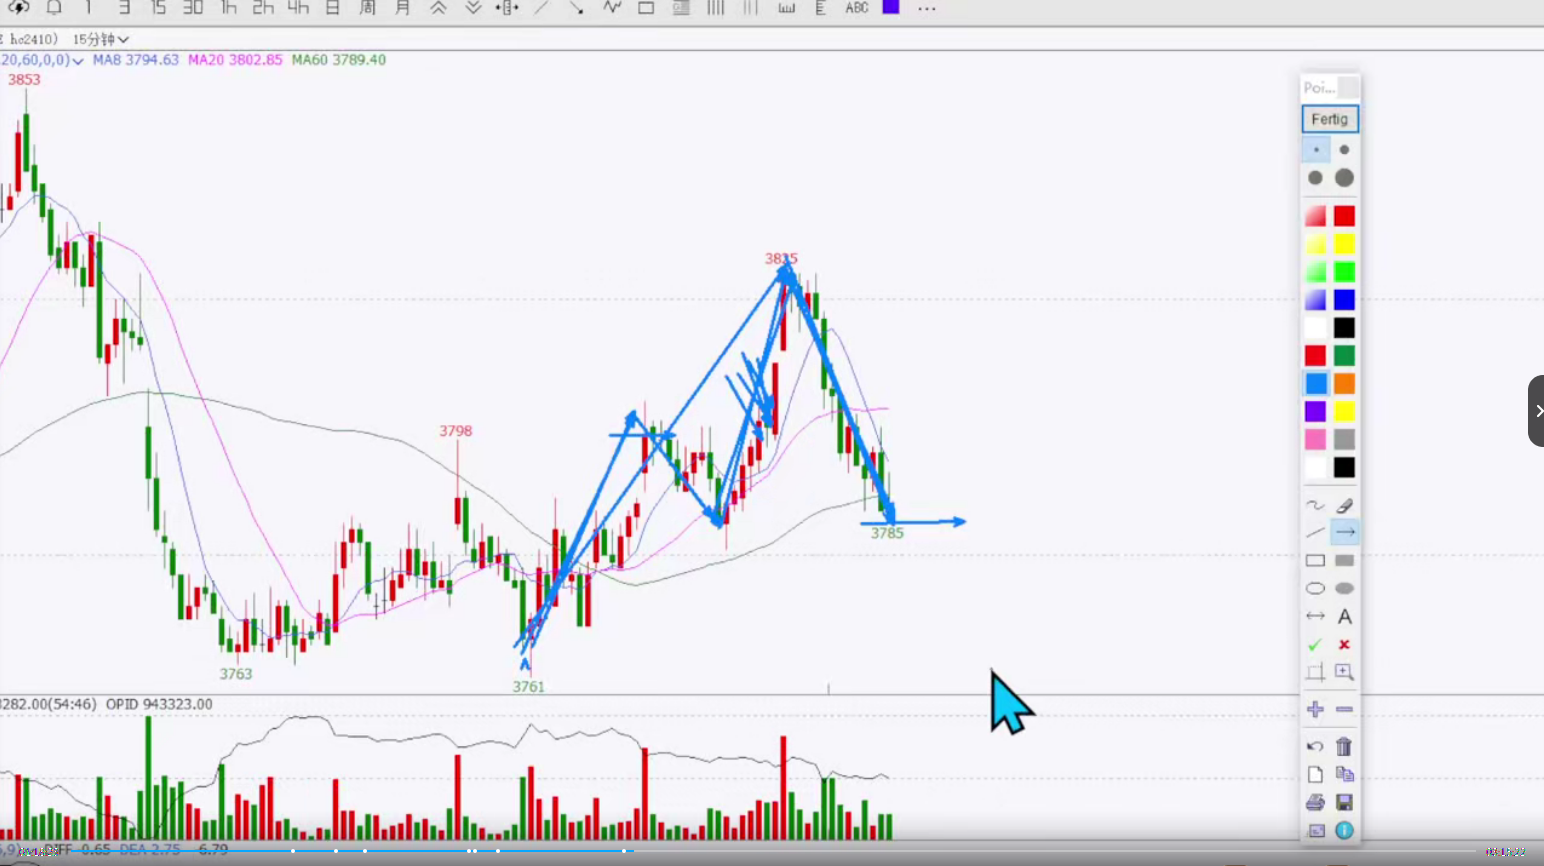 1 3 15 30 1h 2h 4h 日 周 月 ABC ...
hc2410) 15分钟
20,60,0,0) MA8 3794.63 MA20 3802.85 MA60 3789.40
3853
Poi...
Fertig
3798
3785
3763
3761
3282.00(54:46) OPID 943323.00
A
DIFF 0.65 DEA 2.75 6.79